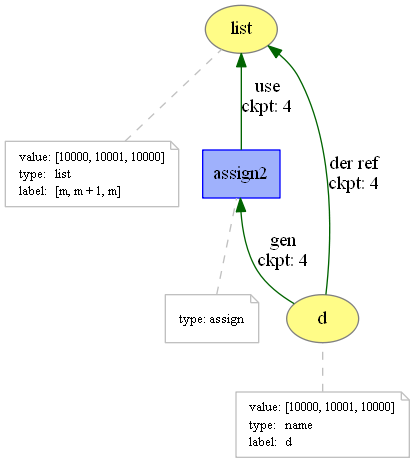 list
use
ckpt: 4
value: [10000, 10001, 10000]
type: list
label: [m, m + 1, m]
assign2
der ref
ckpt: 4
gen
ckpt: 4
type: assign
d
value: [10000, 10001, 10000]
type: name
label: d